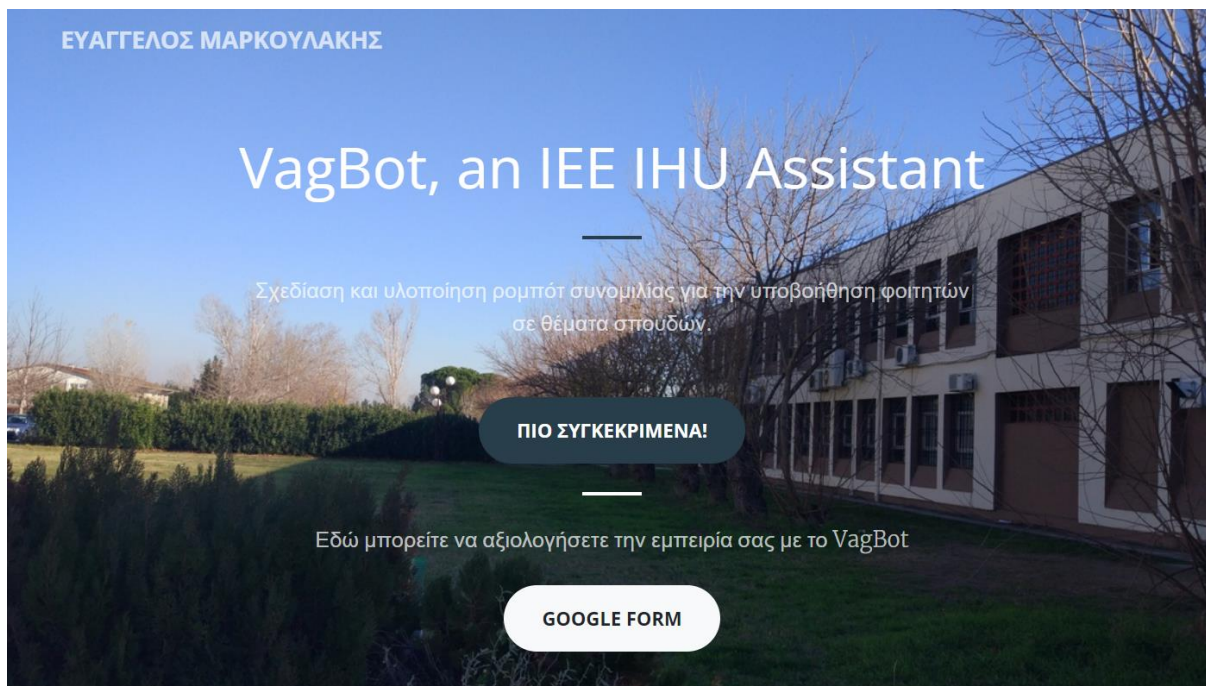 ΕΥΑΓΓΕΛΟΣ ΜΑΡΚΟΥΛΑΚΗΣ
VagBot, an IEE IHU Assistant
Σχεδίαση και υλοποίηση ρομπότ συνομιλίας για την υποβοήθηση φοιτητών
σε θέματα σπουδών.
ΠΙΟ ΣΥΓΚΕΚΡΙΜΕΝΑ!
Εδώ μπορείτε να αξιολογήσετε την εμπειρία σας με το VagBot
GOOGLE FORM